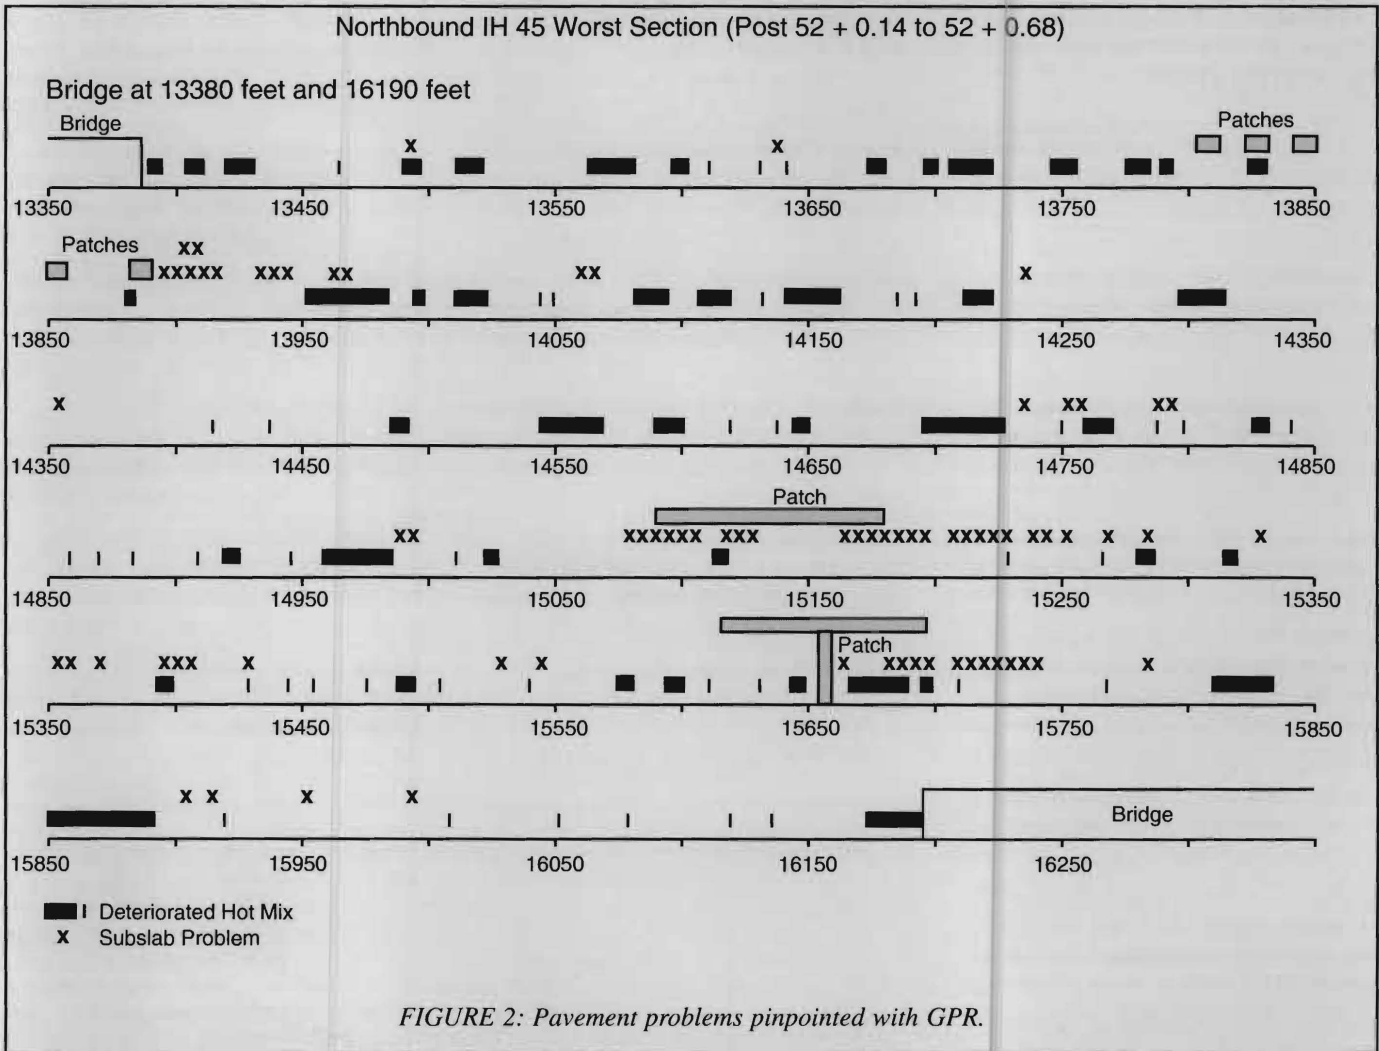 Northbound IH 45 Worst Section (Post 52 + 0.14 to 52 + 0.68)
Bridge at 13380 feet and 16190 feet
Bridge
Patches
x x
13350 13450 13550 13650 13750 13850
Patches
xx
xxxxx xxx xx xx x
13850 13950 14050 14150 14250 14350
x x xx xx
14350 14450 14550 14650 14750 14850
Patch
xx xxxxxx xxx xxxxxxx xxxxx xx x x x x
14850 14950 15050 15150 15250 15350
Patch
xx x xxx x x x x xxxx xxxxxxx x
15350 15450 15550 15650 15750 15850
x x x x
Bridge
15850 15950 16050 16150 16250
Deteriorated Hot Mix
x Subslab Problem
FIGURE 2: Pavement problems pinpointed with GPR.